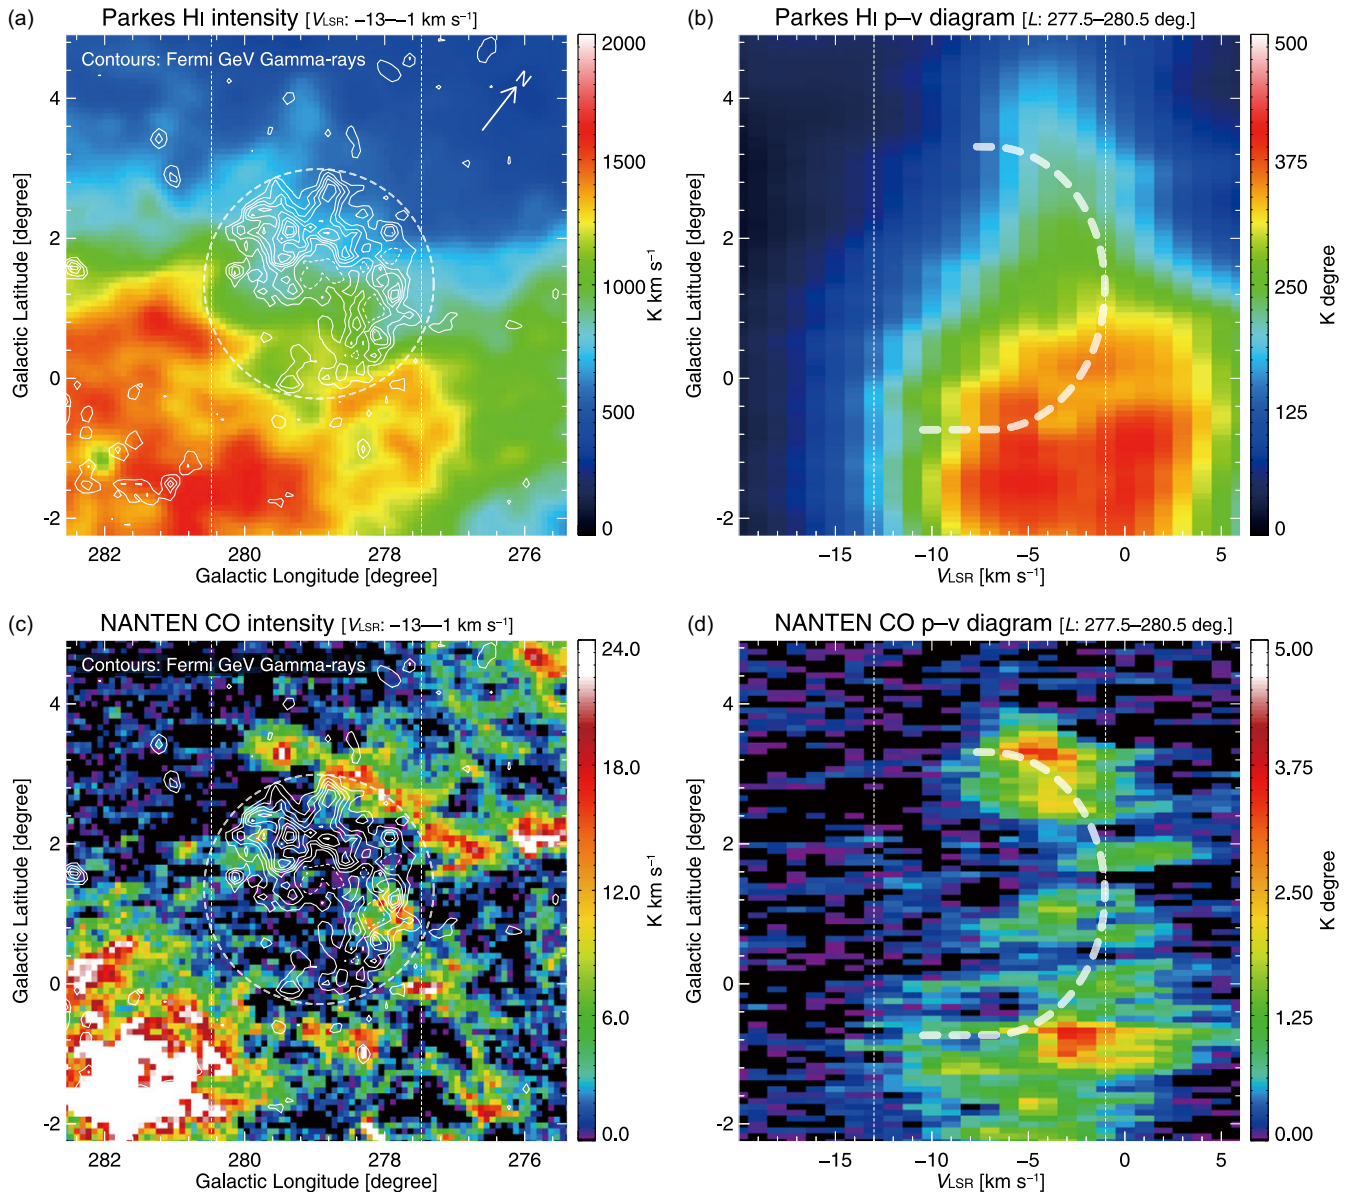 (a) Parkes HI intensity [VLSR: −13−−1 km s−1]
Contours: Fermi GeV Gamma-rays
N
4
2
0
-2
Galactic Latitude [degree]
282 280 278 276
Galactic Longitude [degree]
2000
1500
1000
500
0
K km s−1
(b) Parkes HI p−v diagram [L: 277.5−280.5 deg.]
4
2
0
-2
Galactic Latitude [degree]
−15 −10 −5 0 5
VLSR [km s−1]
500
375
250
125
0
K degree
(c) NANTEN CO intensity [VLSR: −13−−1 km s−1]
Contours: Fermi GeV Gamma-rays
4
2
0
-2
Galactic Latitude [degree]
282 280 278 276
Galactic Longitude [degree]
24.0
18.0
12.0
6.0
0.0
K km s−1
(d) NANTEN CO p−v diagram [L: 277.5−280.5 deg.]
4
2
0
-2
Galactic Latitude [degree]
−15 −10 −5 0 5
VLSR [km s−1]
5.00
3.75
2.50
1.25
0.00
K degree